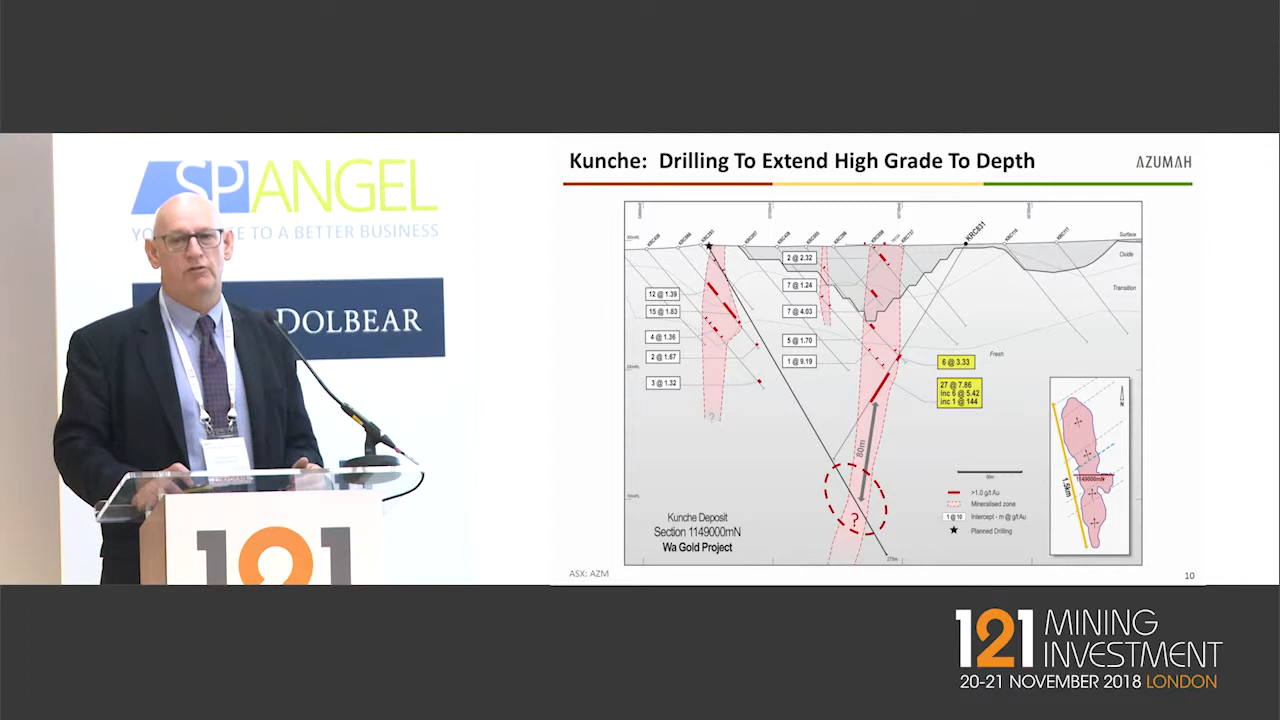 SP ANGEL
TO A BETTER BUSINESS
DOLBEAR
121
Kunche: Drilling To Extend High Grade To Depth
AZUMAH
KRC631
Surface
Oxide
Transition
Fresh
2 @ 2.32
7 @ 1.24
7 @ 4.03
5 @ 1.70
1 @ 9.19
12 @ 1.39
15 @ 1.83
4 @ 1.36
2 @ 1.67
3 @ 1.32
?
6 @ 3.33
27 @ 7.86
inc 6 @ 5.42
inc 1 @ 144
80m
?
>1.0 g/t Au
Mineralised zone
1 @ 10 Intercept - m @ g/t Au
Planned Drilling
Kunche Deposit
Section 1149000mN
Wa Gold Project
N
1149000mN
1.5km
ASX: AZM
10
121 MINING
INVESTMENT
20-21 NOVEMBER 2018 LONDON